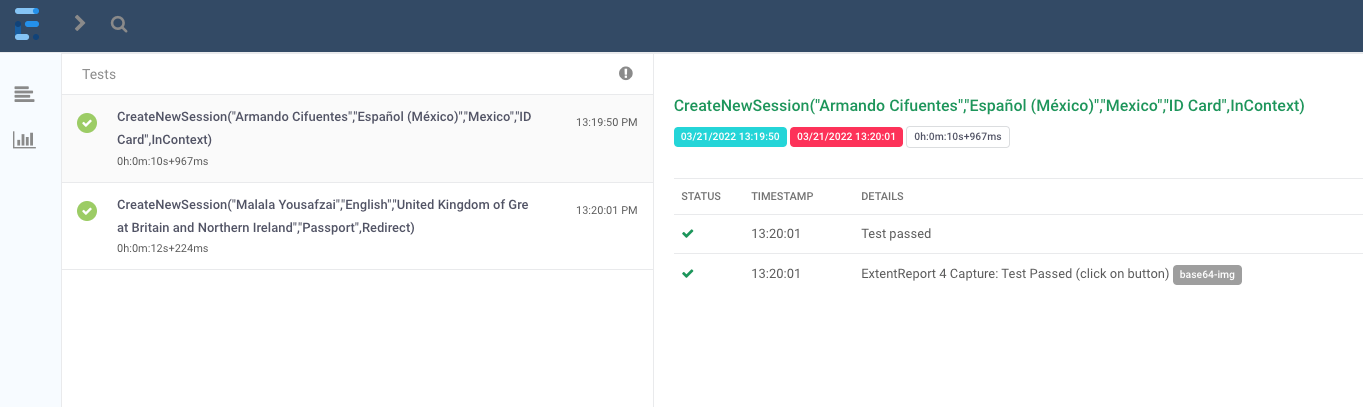 Tests
CreateNewSession("Armando Cifuentes","Español (México)","Mexico","ID
Card",InContext)
0h:0m:10s+967ms
13:19:50 PM
CreateNewSession("Malala Yousafzai","English","United Kingdom of Gre
at Britain and Northern Ireland","Passport",Redirect)
0h:0m:12s+224ms
13:20:01 PM
CreateNewSession("Armando Cifuentes","Español (México)","Mexico","ID Card",InContext)
03/21/2022 13:19:50 03/21/2022 13:20:01 0h:0m:10s+967ms
STATUS TIMESTAMP DETAILS
13:20:01 Test passed
13:20:01 ExtentReport 4 Capture: Test Passed (click on button) base64-img